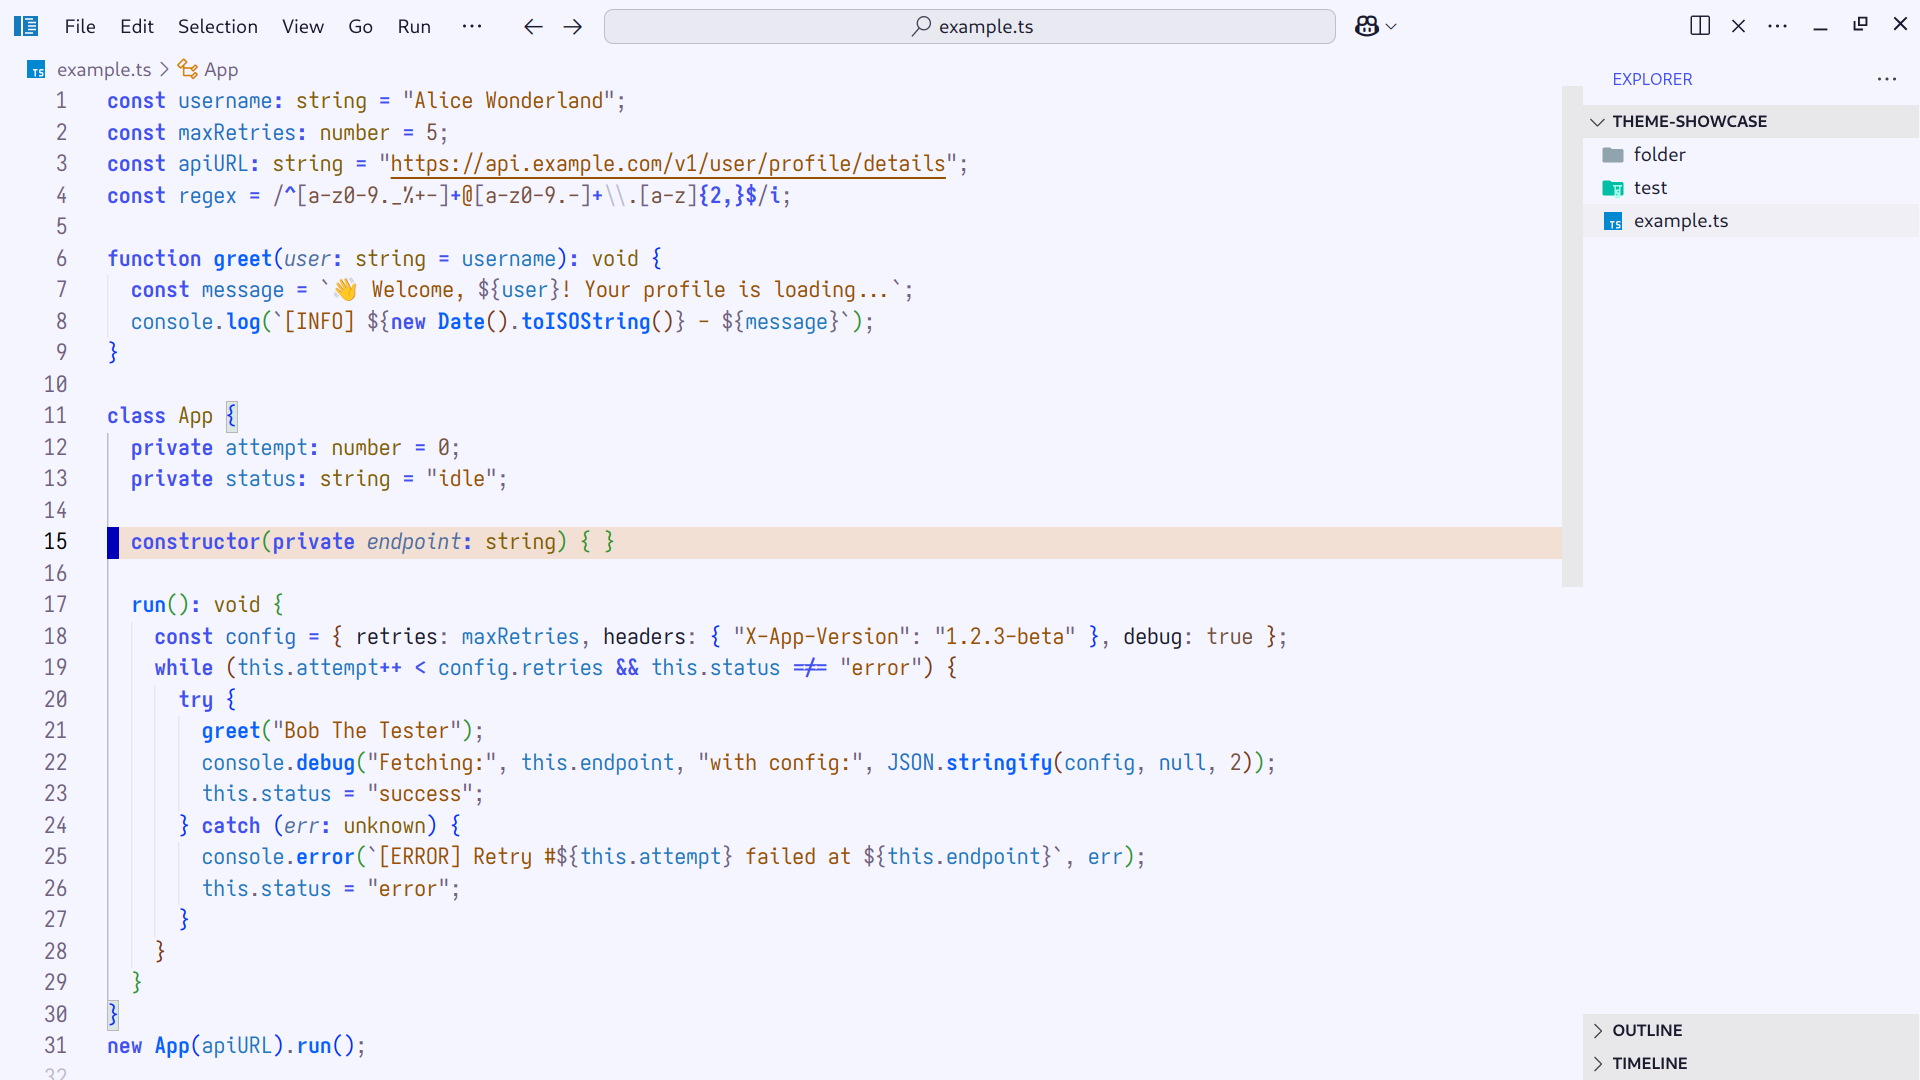 File Edit Selection View Go Run ··· example.ts
example.ts > App
EXPLORER
THEME-SHOWCASE
folder
test
example.ts
1 const username: string = "Alice Wonderland";
2 const maxRetries: number = 5;
3 const apiURL: string = "https://api.example.com/v1/user/profile/details";
4 const regex = /^[a-z0-9._%+-]+@[a-z0-9.-]+\\.[a-z]{2,}$/i;
5
6 function greet(user: string = username): void {
7   const message = `👋 Welcome, ${user}! Your profile is loading...`;
8   console.log(`[INFO] ${new Date().toISOString()} - ${message}`);
9 }
10
11 class App {
12   private attempt: number = 0;
13   private status: string = "idle";
14
15   constructor(private endpoint: string) { }
16
17   run(): void {
18     const config = { retries: maxRetries, headers: { "X-App-Version": "1.2.3-beta" }, debug: true };
19     while (this.attempt++ < config.retries && this.status !== "error") {
20       try {
21         greet("Bob The Tester");
22         console.debug("Fetching:", this.endpoint, "with config:", JSON.stringify(config, null, 2));
23         this.status = "success";
24       } catch (err: unknown) {
25         console.error(`[ERROR] Retry #${this.attempt} failed at ${this.endpoint}`, err);
26         this.status = "error";
27       }
28     }
29   }
30 }
31 new App(apiURL).run();
32
OUTLINE
TIMELINE